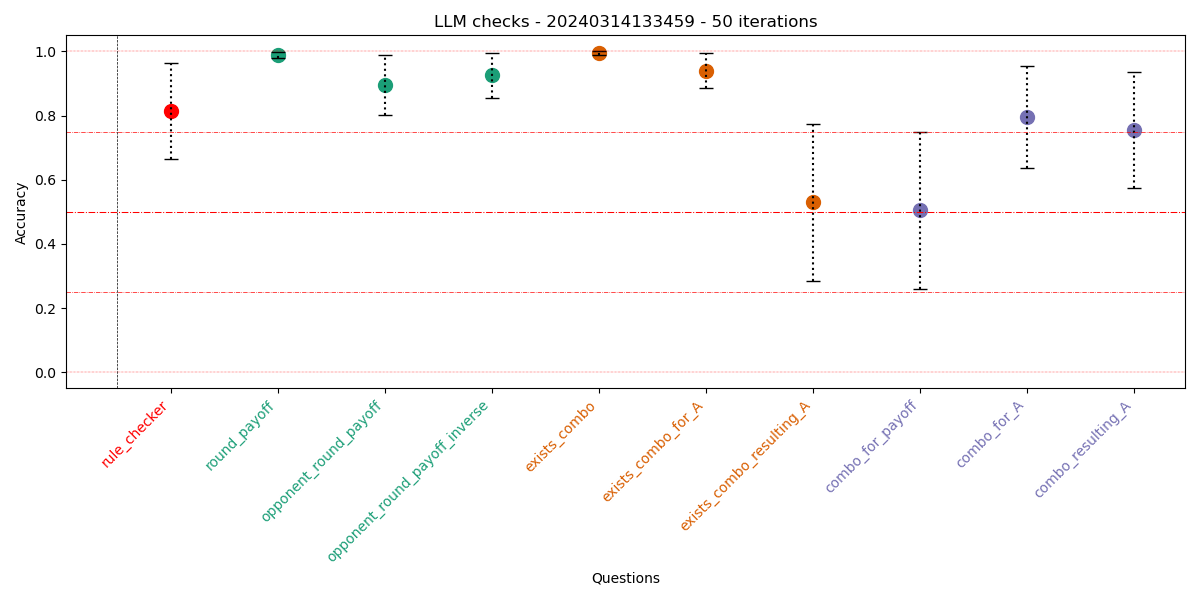 LLM checks - 20240314133459 - 50 iterations
Accuracy
1.0
0.8
0.6
0.4
0.2
0.0
rule_checker
round_payoff
opponent_round_payoff
opponent_round_payoff_inverse
exists_combo
exists_combo_for_A
exists_combo_resulting_A
combo_for_payoff
combo_for_A
combo_resulting_A
Questions